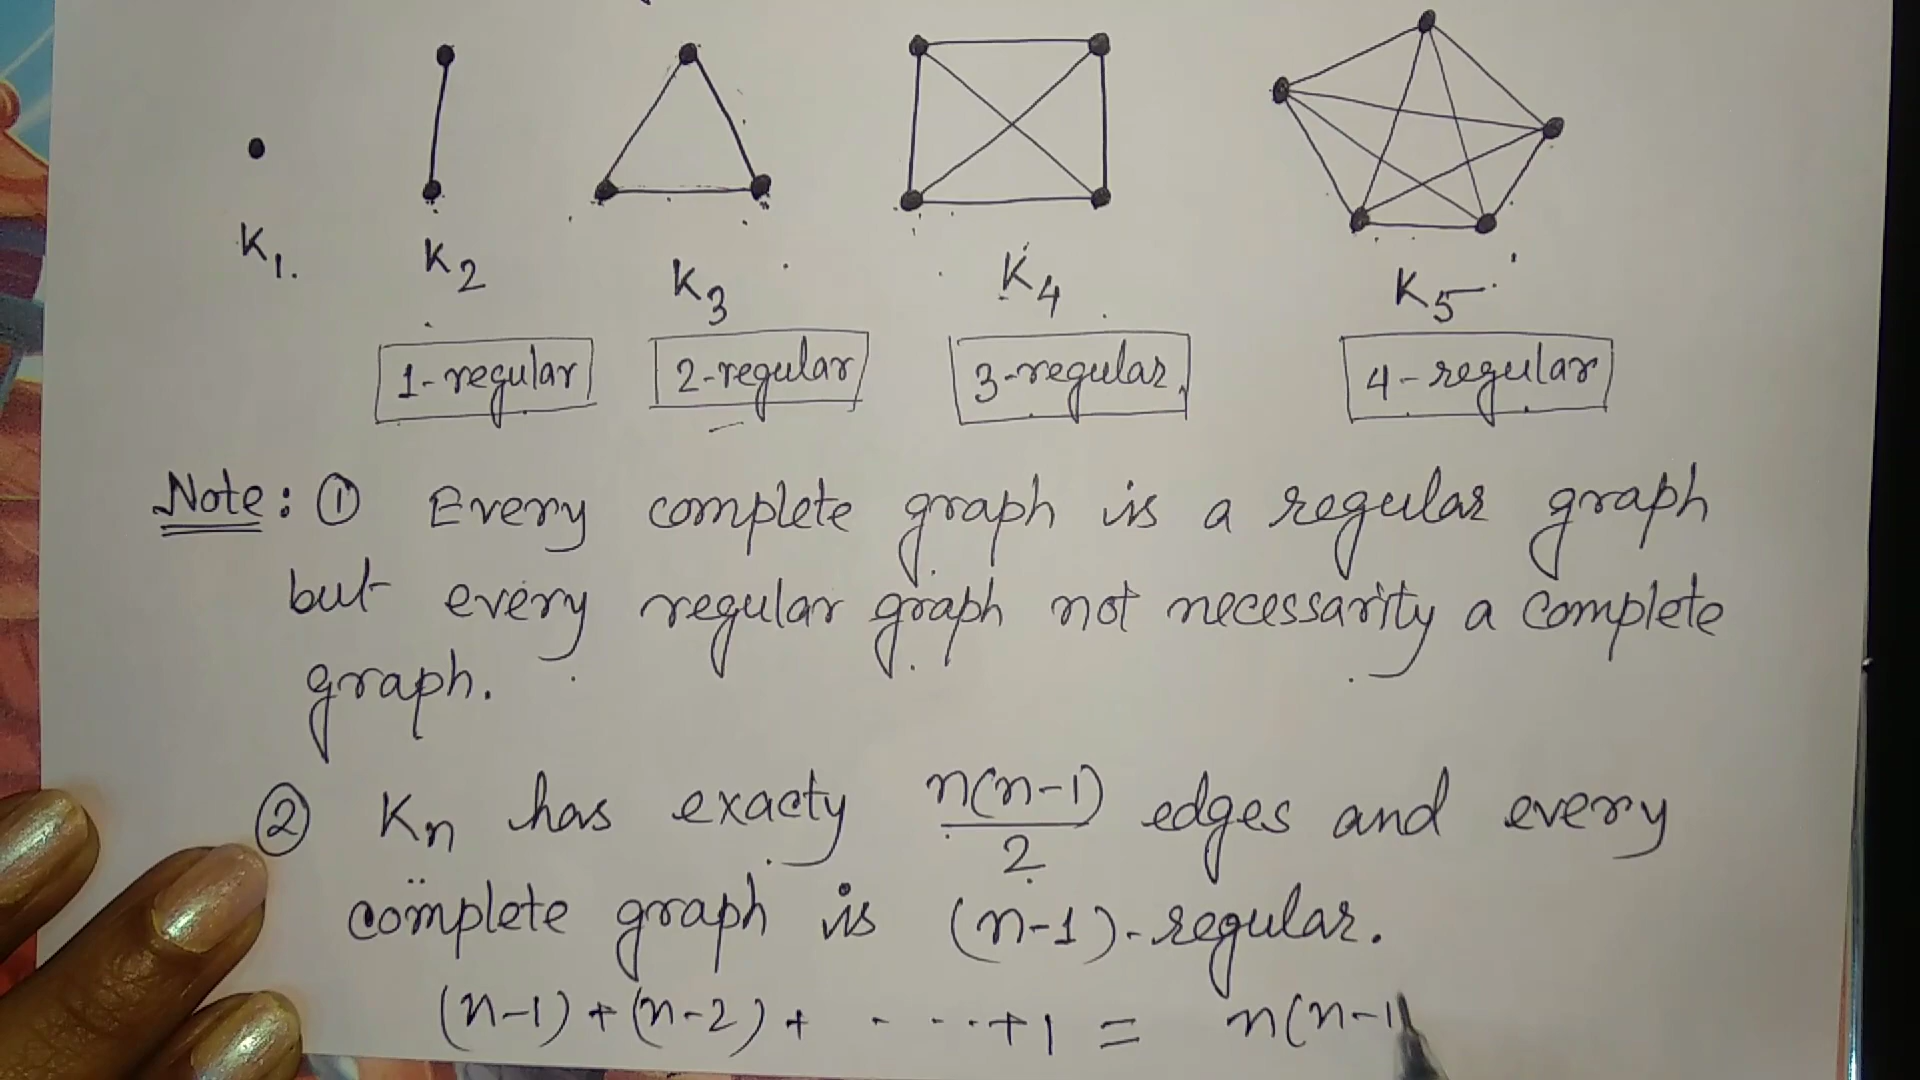 K₁. K₂ K₃ K₄ K₅
1-regular 2-regular 3-regular 4-regular
Note: ① Every complete graph is a regular graph
but every regular graph not necessarity a complete
graph.
② Kₙ has exacty n(n-1)/2 edges and every
complete graph is (n-1)-regular.
(n-1)+(n-2)+ - - - ..+1 = n(n-1)